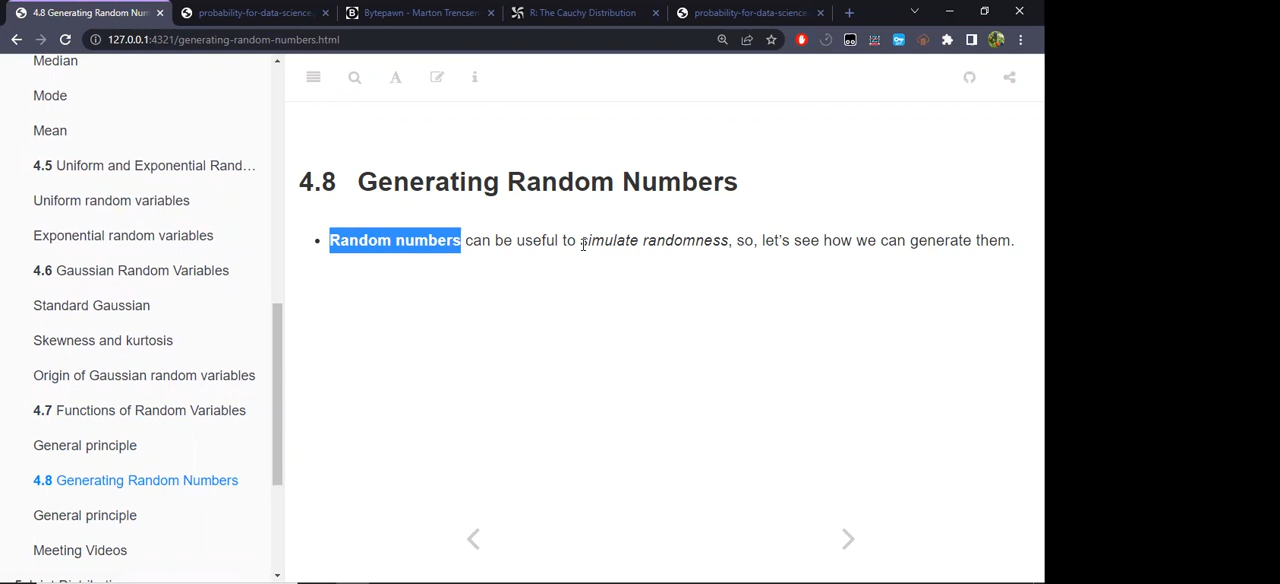 4.8 Generating Random Num
probability-for-data-science.
Bytepawn - Marton Trencser
R: The Cauchy Distribution
probability-for-data-science.
127.0.0.1:4321/generating-random-numbers.html
Median
Mode
Mean
4.5 Uniform and Exponential Rand…
Uniform random variables
Exponential random variables
4.6 Gaussian Random Variables
Standard Gaussian
Skewness and kurtosis
Origin of Gaussian random variables
4.7 Functions of Random Variables
General principle
4.8 Generating Random Numbers
General principle
Meeting Videos
4.8 Generating Random Numbers
• Random numbers can be useful to simulate randomness, so, let's see how we can generate them.